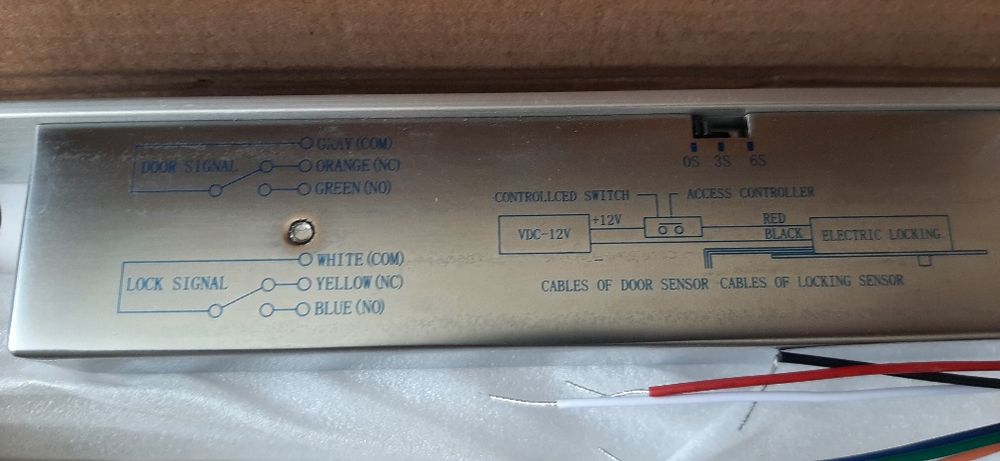 GRAY(COM)
DOOR SIGNAL
ORANGE(NC)
GREEN(NO)
WHITE(COM)
LOCK SIGNAL
YELLOW(NC)
BLUE(NO)
0S 3S 6S
CONTROLLCED SWITCH
ACCESS CONTROLLER
VDC-12V
+12V
-
RED
BLACK
ELECTRIC LOCKING
CABLES OF DOOR SENSOR CABLES OF LOCKING SENSOR